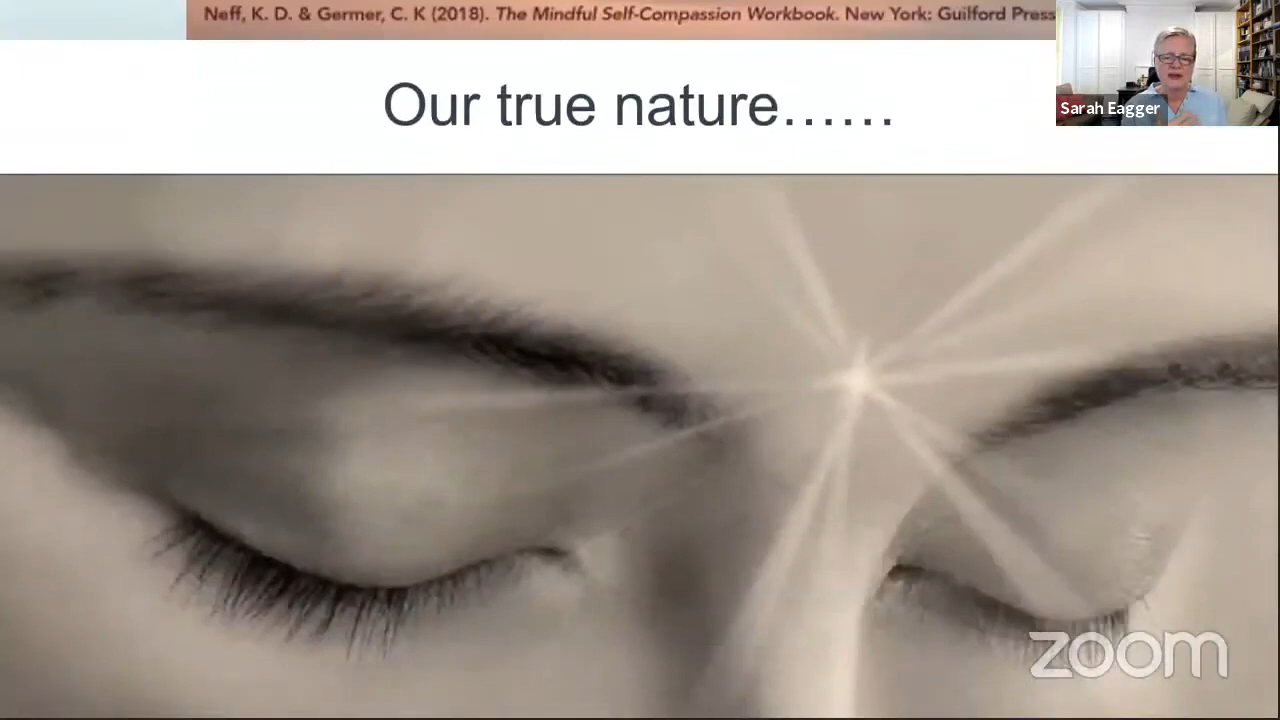 Neff, K. D. & Germer, C. K (2018). The Mindful Self-Compassion Workbook. New York: Guilford Press
Our true nature……
Sarah Eagger
zoom